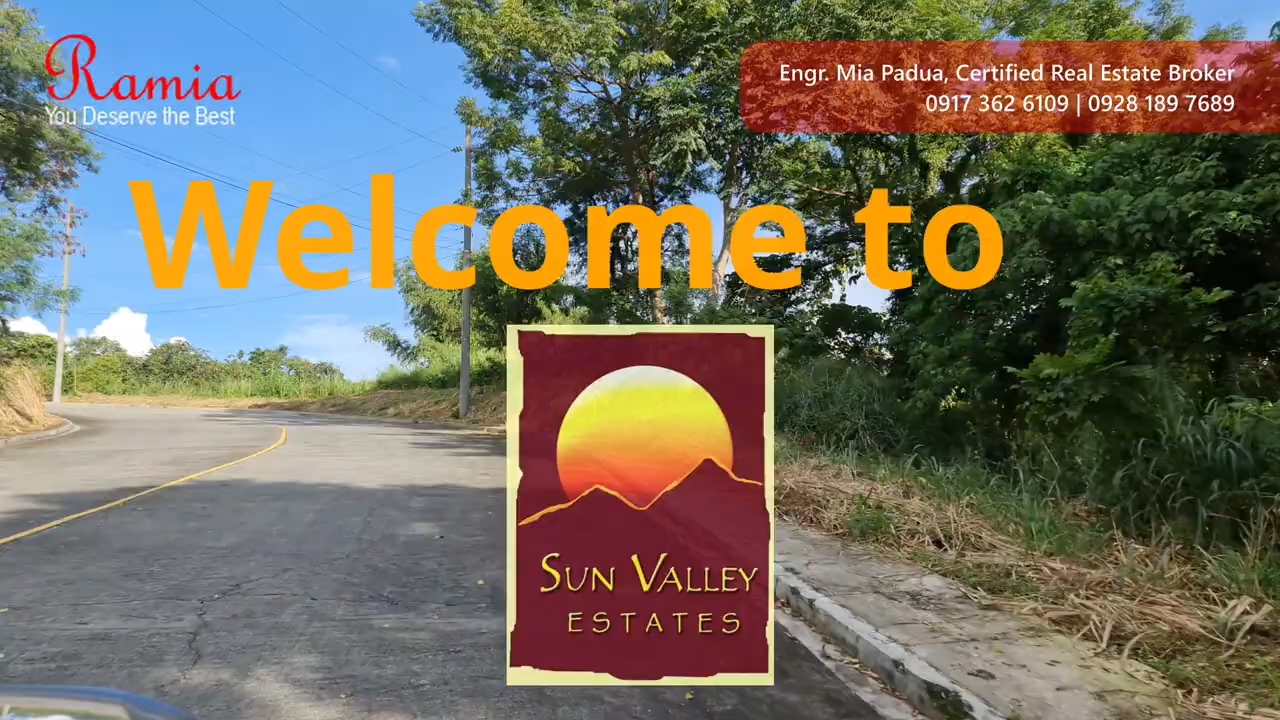 Ramia
You Deserve the Best
Engr. Mia Padua, Certified Real Estate Broker
0917 362 6109 | 0928 189 7689
Welcome to
SUN VALLEY
ESTATES